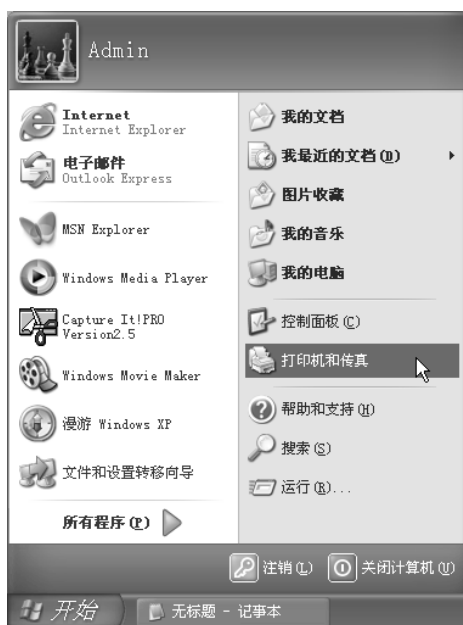 Admin
Internet
Internet Explorer
电子邮件
Outlook Express
MSN Explorer
Windows Media Player
Capture It!PRO
Version2.5
Windows Movie Maker
漫游 Windows XP
文件和设置转移向导
所有程序(P)
我的文档
我最近的文档(D)
图片收藏
我的音乐
我的电脑
控制面板(C)
打印机和传真
帮助和支持(H)
搜索(S)
运行(R)...
注销(L)
关闭计算机(U)
开始
无标题 - 记事本